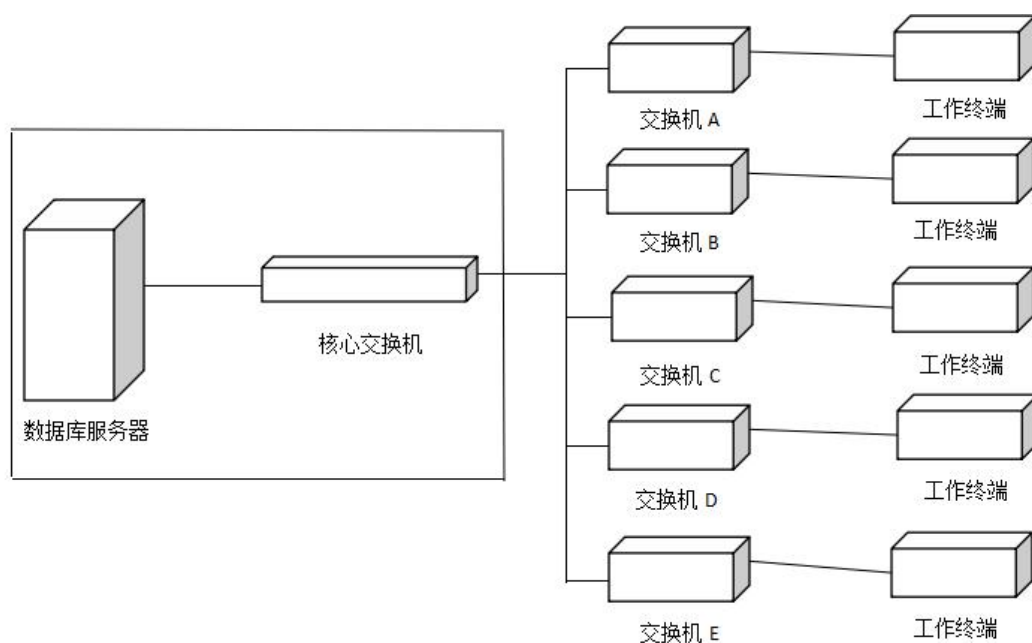 交换机 A
工作终端
交换机 B
工作终端
数据库服务器
核心交换机
交换机 C
工作终端
交换机 D
工作终端
交换机 E
工作终端